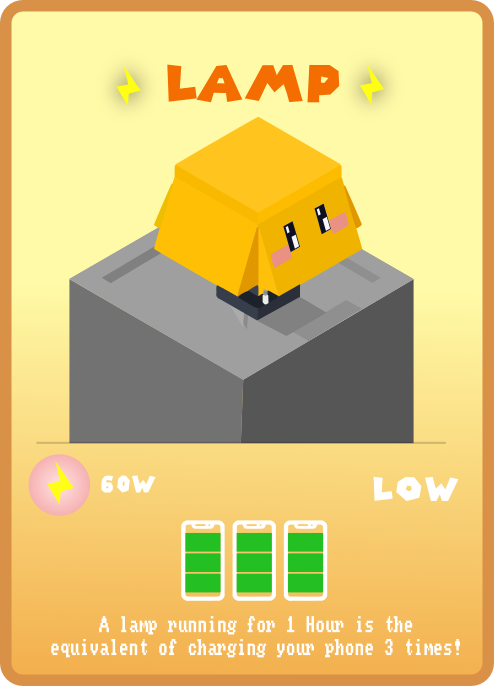 LAMP
60W
LOW
A lamp running for 1 Hour is the
equivalent of charging your phone 3 times!